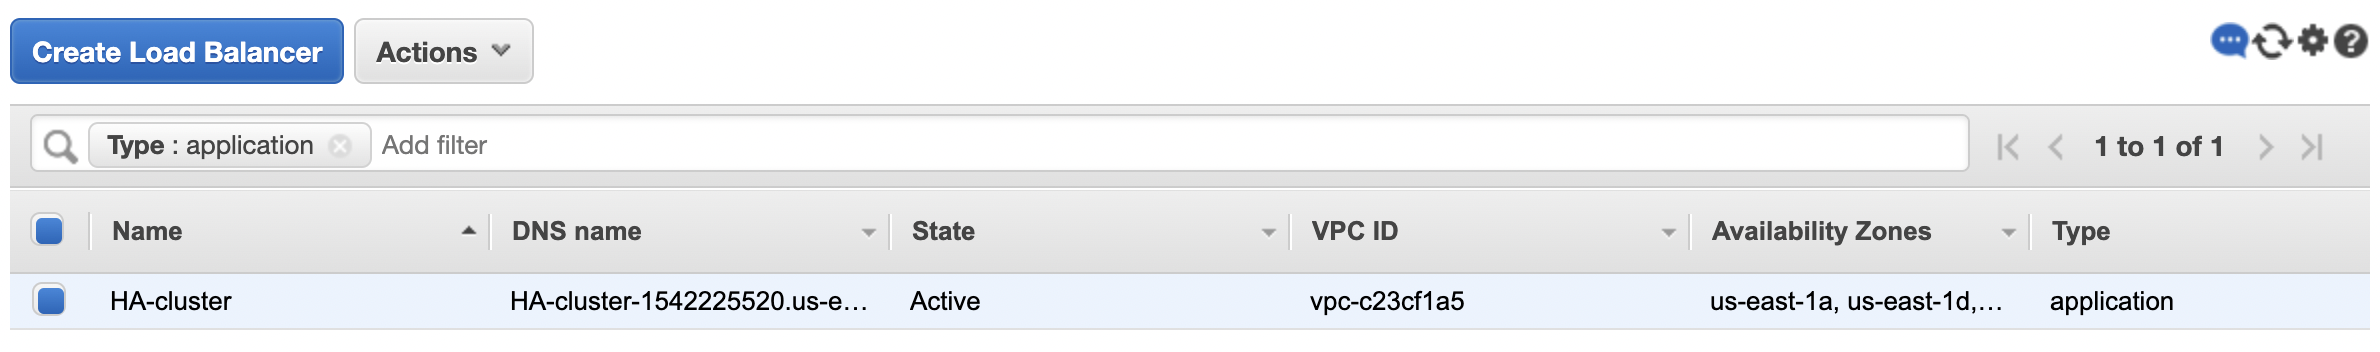 Create Load Balancer Actions
Type : application Add filter 1 to 1 of 1
Name DNS name State VPC ID Availability Zones Type
HA-cluster HA-cluster-1542225520.us-e… Active vpc-c23cf1a5 us-east-1a, us-east-1d,… application